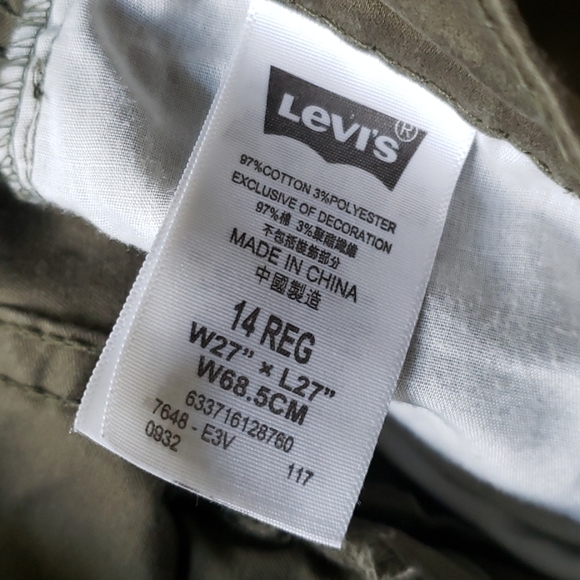 Levi's®
97%COTTON 3%POLYESTER
EXCLUSIVE OF DECORATION
97%棉 3%聚酯纖維
不包括裝飾部分
MADE IN CHINA
中國製造
14 REG
W27” × L27”
W68.5CM
633716128760
7648 - E3V
0932 117